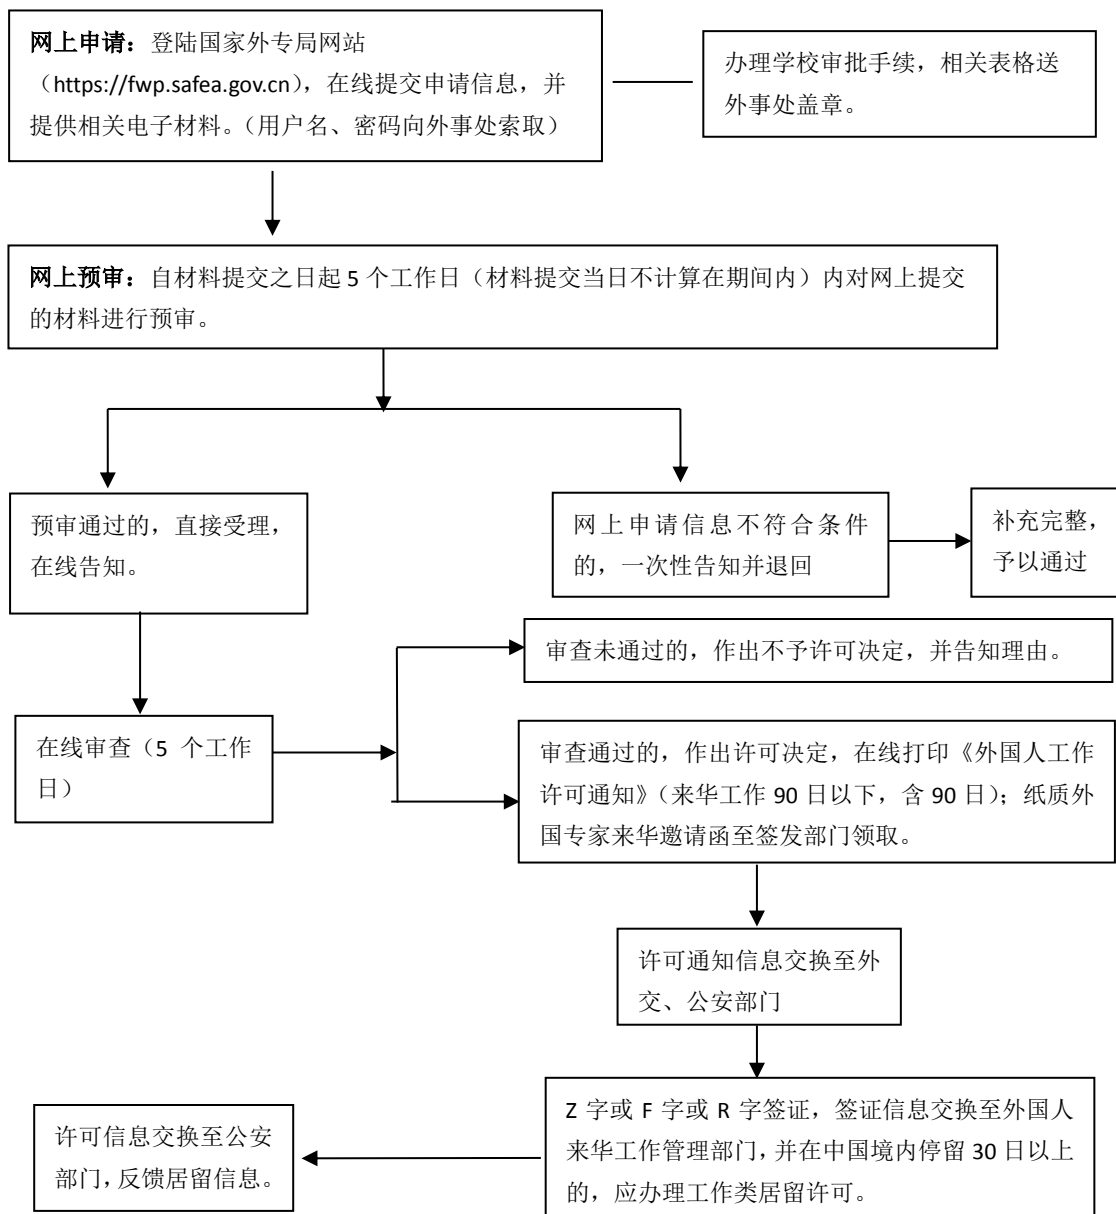 网上申请：登陆国家外专局网站
（https://fwp.safea.gov.cn），在线提交申请信息，并
提供相关电子材料。（用户名、密码向外事处索取）
办理学校审批手续，相关表格送
外事处盖章。
网上预审：自材料提交之日起 5 个工作日（材料提交当日不计算在期间内）内对网上提交
的材料进行预审。
预审通过的，直接受理，
在线告知。
网上申请信息不符合条件
的，一次性告知并退回
补充完整，
予以通过
审查未通过的，作出不予许可决定，并告知理由。
在线审查（5 个工作
日）
审查通过的，作出许可决定，在线打印《外国人工作
许可通知》（来华工作 90 日以下，含 90 日）；纸质外
国专家来华邀请函至签发部门领取。
许可通知信息交换至外
交、公安部门
Z 字或 F 字或 R 字签证，签证信息交换至外国人
来华工作管理部门，并在中国境内停留 30 日以上
的，应办理工作类居留许可。
许可信息交换至公安
部门，反馈居留信息。